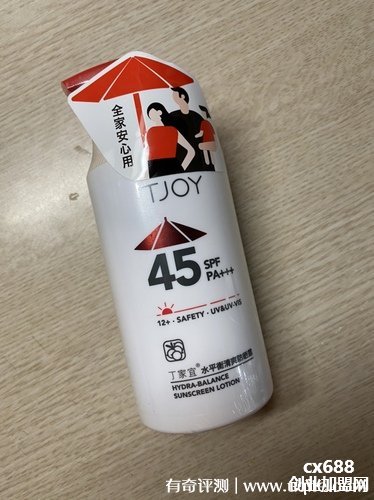 全家安心用
TJOY
45 SPF
PA+++
12+ · SAFETY · UV&UV-VIS
丁家宜® 水平衡清爽防晒露
HYDRA-BALANCE
SUNSCREEN LOTION
cx688
创业加盟网
有奇评测